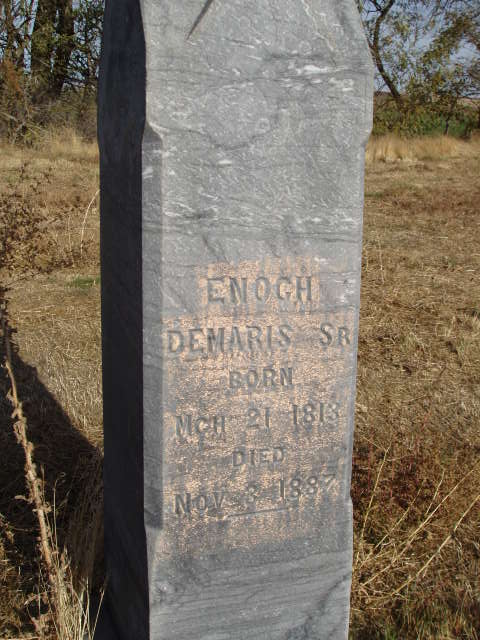 ENOCH
DEMARIS SR
BORN
MCH 21 1813
DIED
NOV 3 1887